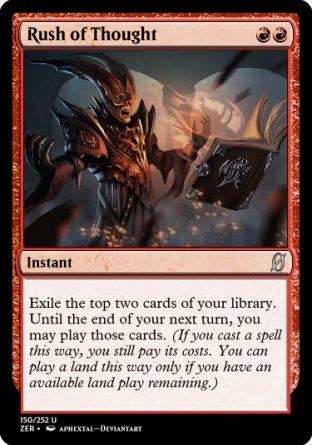 Rush of Thought
Instant
Exile the top two cards of your library.
Until the end of your next turn, you
may play those cards. (If you cast a spell
this way, you still pay its costs. You can
play a land this way only if you have an
available land play remaining.)
150/252 U
ZER • APHEXTAL—DEVIANTART